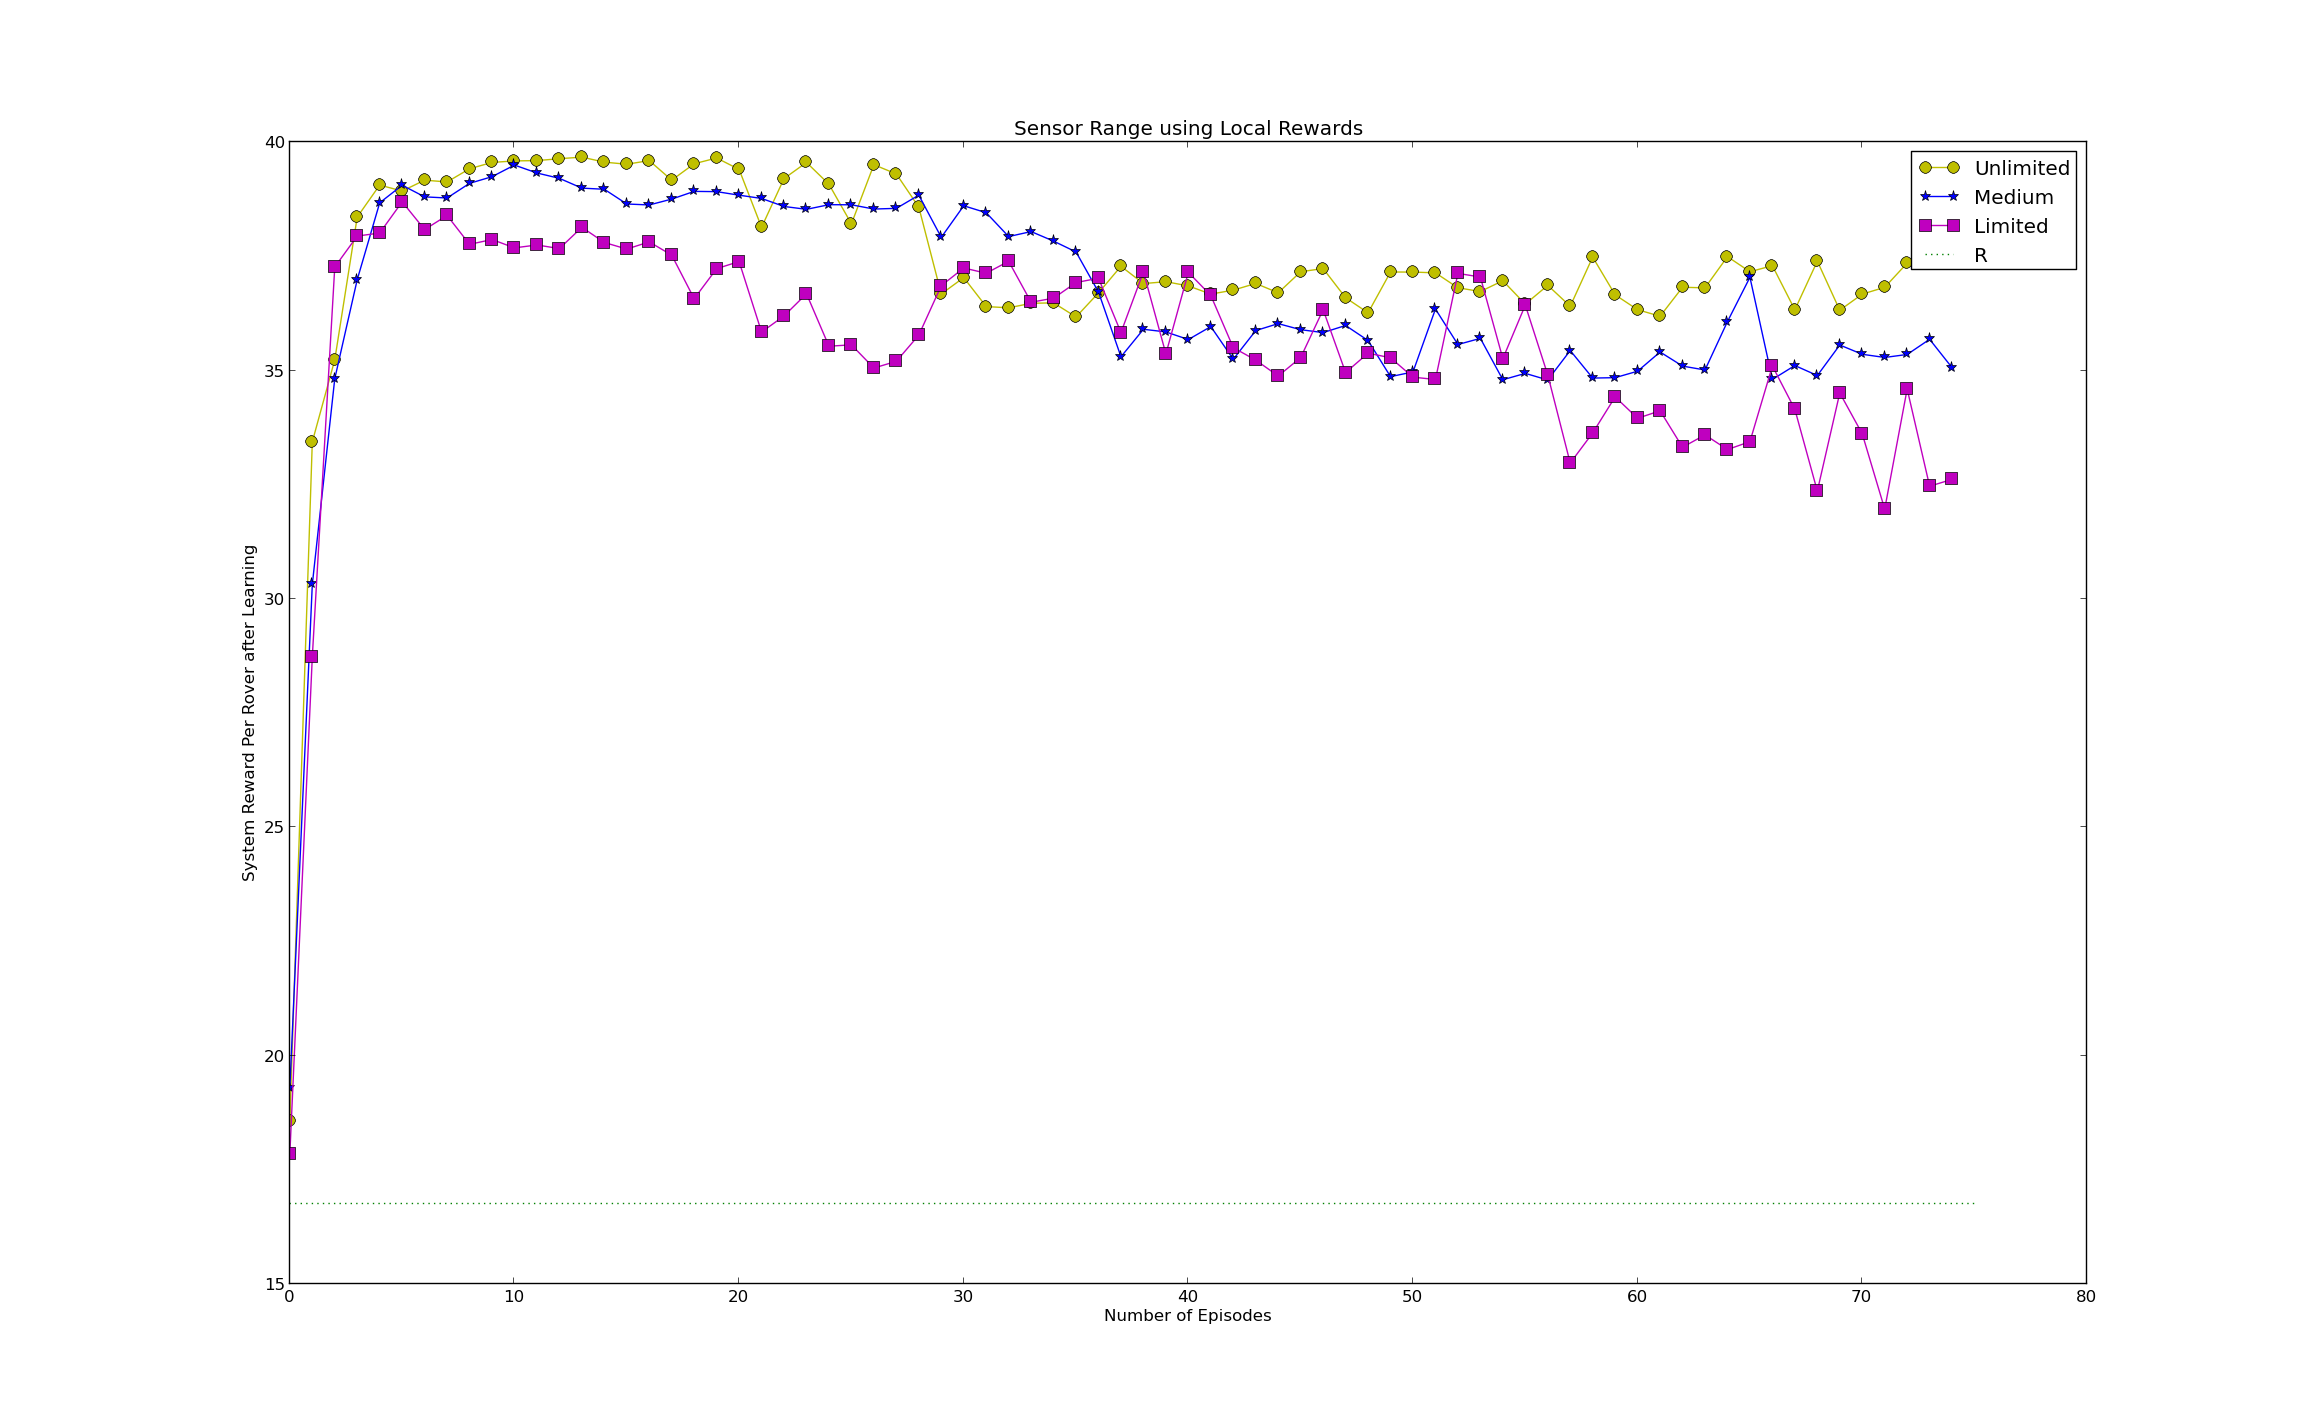 Sensor Range using Local Rewards
40
35
30
25
20
15
System Reward Per Rover after Learning
Unlimited
Medium
Limited
R
0 10 20 30 40 50 60 70 80
Number of Episodes